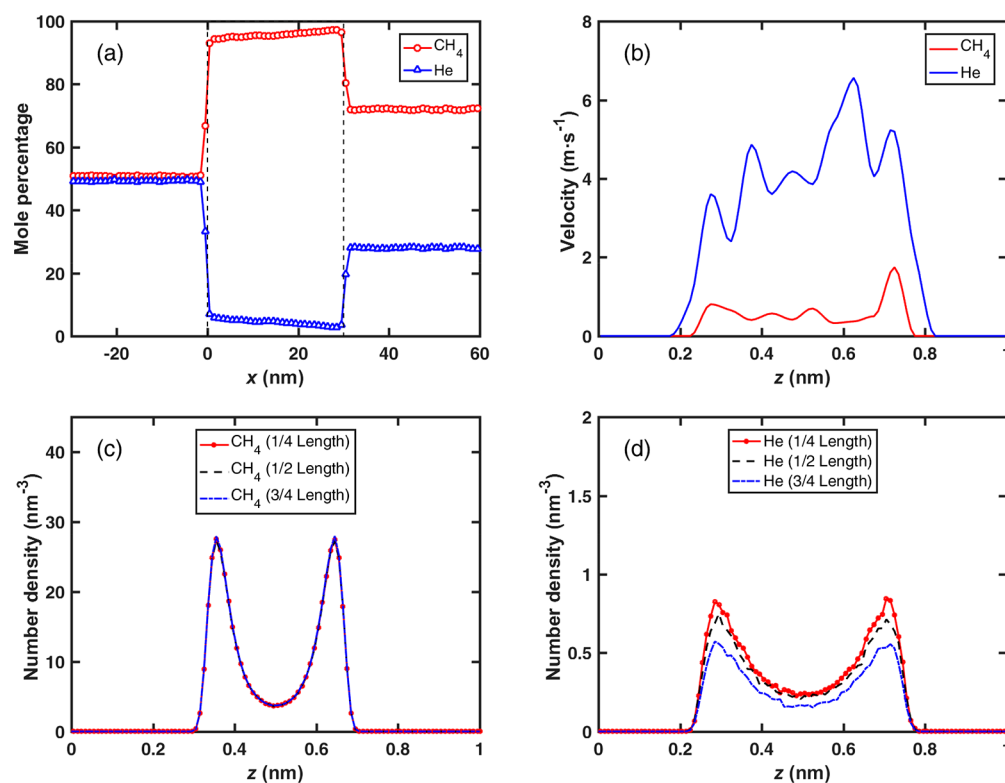 (a)
CH4
He
Mole percentage
100
80
60
40
20
0
-20 0 20 40 60
x (nm)
(b)
CH4
He
Velocity (m·s-1)
8
6
4
2
0
0 0.2 0.4 0.6 0.8 1
z (nm)
(c)
CH4 (1/4 Length)
CH4 (1/2 Length)
CH4 (3/4 Length)
Number density (nm-3)
40
30
20
10
0
0 0.2 0.4 0.6 0.8 1
z (nm)
(d)
He (1/4 Length)
He (1/2 Length)
He (3/4 Length)
Number density (nm-3)
2
1.5
1
0.5
0
0 0.2 0.4 0.6 0.8
z (nm)